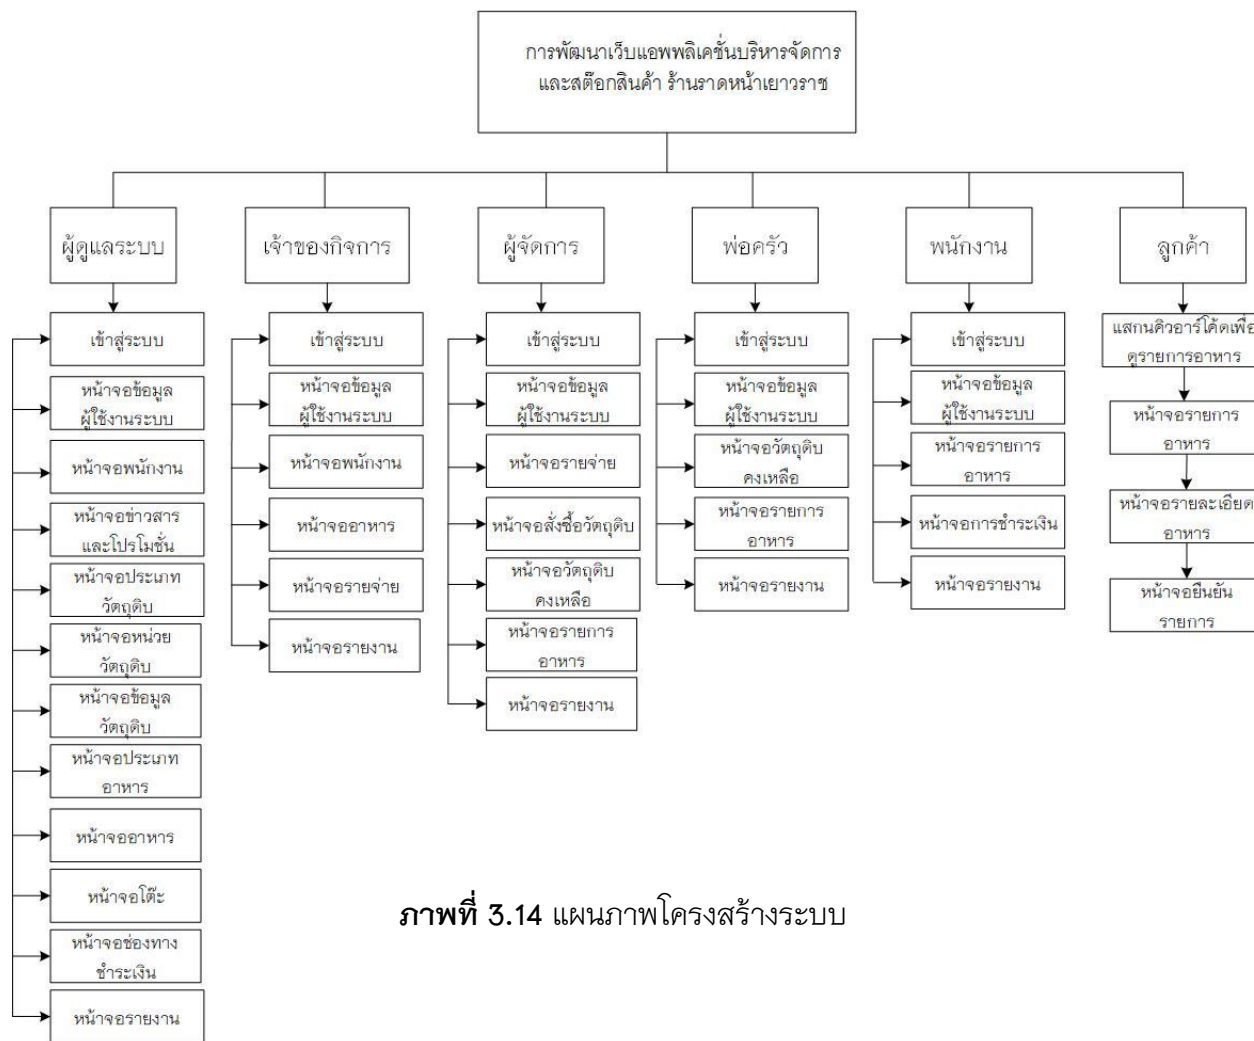 การพัฒนาเว็บแอพพลิเคชั่นบริหารจัดการ
และสต๊อกสินค้า ร้านราดหน้าเยาวราช
ผู้ดูแลระบบ
เข้าสู่ระบบ
หน้าจอข้อมูล
ผู้ใช้งานระบบ
หน้าจอพนักงาน
หน้าจอข่าวสาร
และโปรโมชั่น
หน้าจอประเภท
วัตถุดิบ
หน้าจอหน่วย
วัตถุดิบ
หน้าจอข้อมูล
วัตถุดิบ
หน้าจอประเภท
อาหาร
หน้าจออาหาร
หน้าจอโต๊ะ
หน้าจอช่องทาง
ชำระเงิน
หน้าจอรายงาน
เจ้าของกิจการ
เข้าสู่ระบบ
หน้าจอข้อมูล
ผู้ใช้งานระบบ
หน้าจอพนักงาน
หน้าจออาหาร
หน้าจอรายจ่าย
หน้าจอรายงาน
ผู้จัดการ
เข้าสู่ระบบ
หน้าจอข้อมูล
ผู้ใช้งานระบบ
หน้าจอรายจ่าย
หน้าจอสั่งซื้อวัตถุดิบ
หน้าจอวัตถุดิบ
คงเหลือ
หน้าจอรายการ
อาหาร
หน้าจอรายงาน
พ่อครัว
เข้าสู่ระบบ
หน้าจอข้อมูล
ผู้ใช้งานระบบ
หน้าจอวัตถุดิบ
คงเหลือ
หน้าจอรายการ
อาหาร
หน้าจอรายงาน
พนักงาน
เข้าสู่ระบบ
หน้าจอข้อมูล
ผู้ใช้งานระบบ
หน้าจอรายการ
อาหาร
หน้าจอการชำระเงิน
หน้าจอรายงาน
ลูกค้า
แสกนคิวอาร์โค้ดเพื่อ
ดูรายการอาหาร
หน้าจอรายการ
อาหาร
หน้าจอรายละเอียด
อาหาร
หน้าจอยืนยัน
รายการ
ภาพที่ 3.14 แผนภาพโครงสร้างระบบ